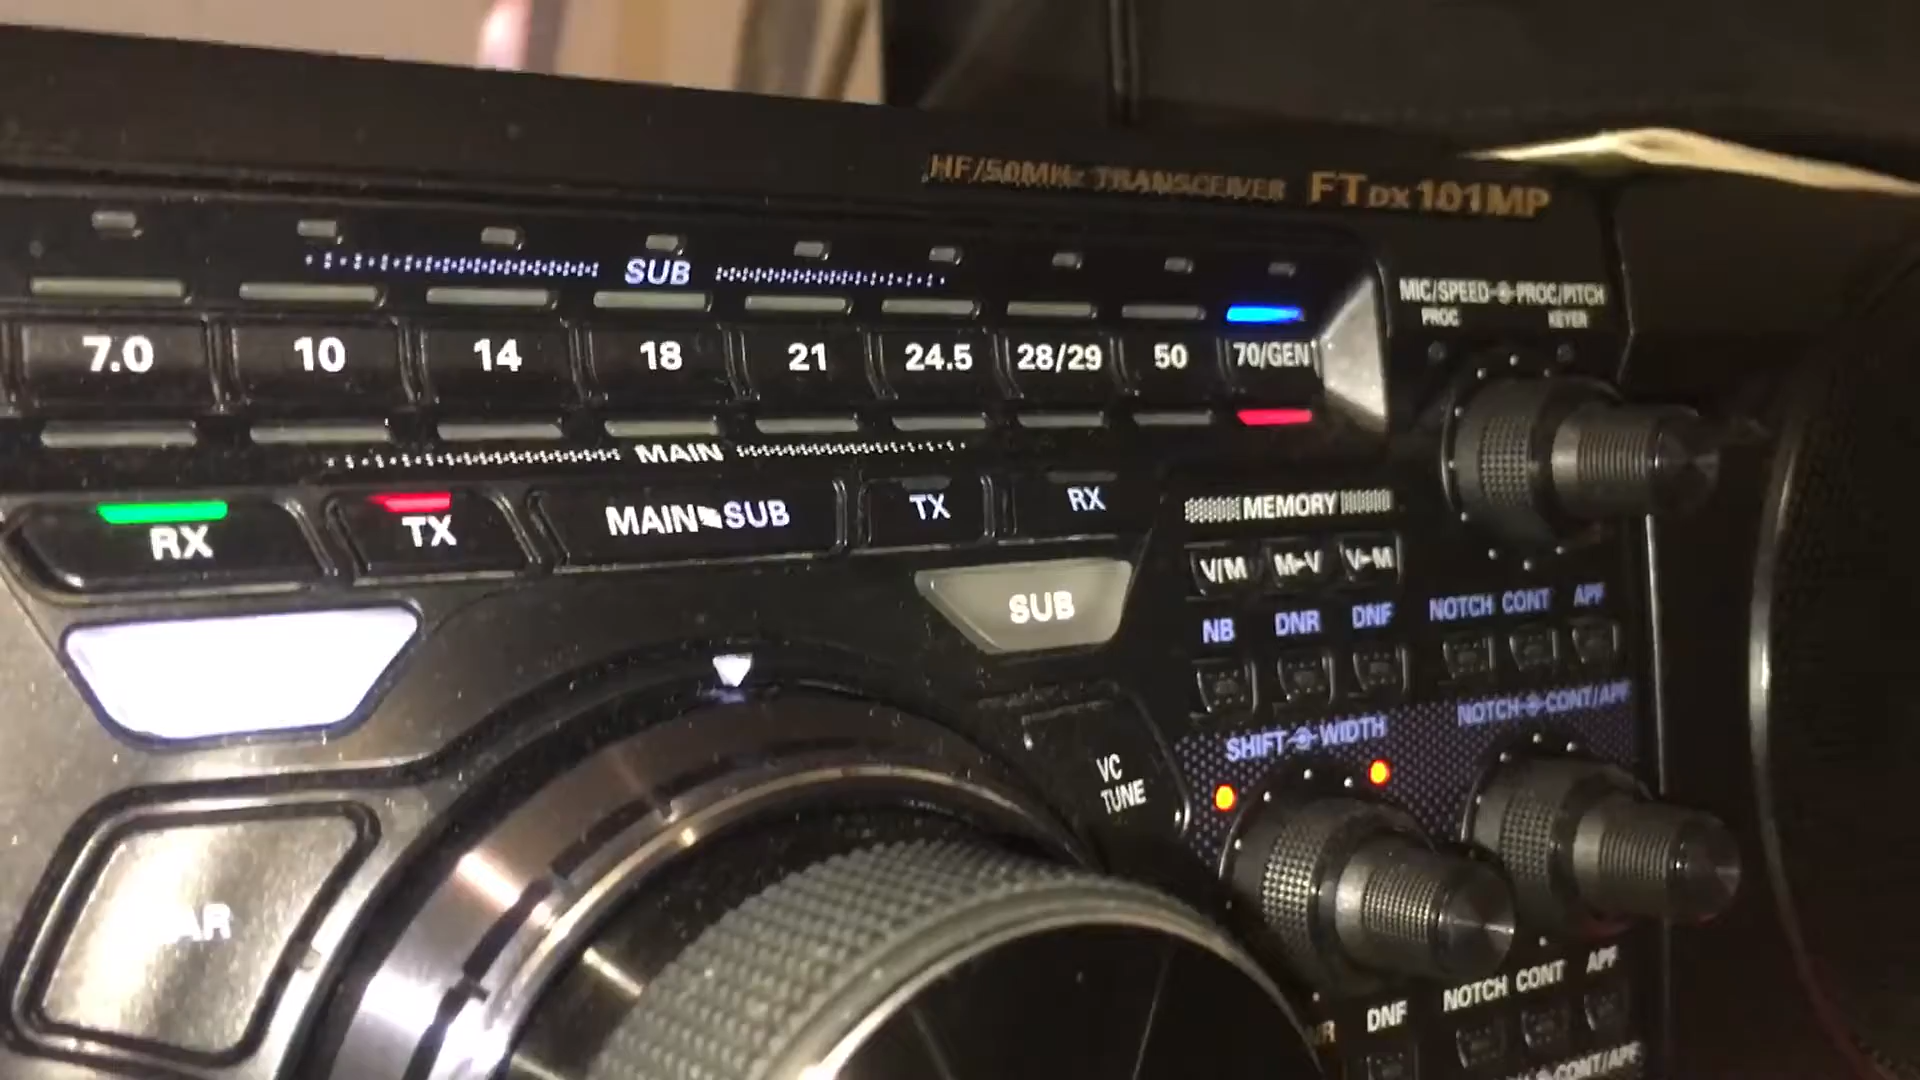 HF/50MHz TRANSCEIVER FTDX101MP
SUB
MIC/SPEED PROC/PITCH
PROC KEYER
7.0 10 14 18 21 24.5 28/29 50 70/GEN
MAIN
RX TX MAIN SUB TX RX
MEMORY
V/M M▸V V▸M
SUB
NB DNR DNF NOTCH CONT APF
SHIFT WIDTH NOTCH CONT/APF
VC
TUNE
DNF NOTCH CONT APF
CONT/APF